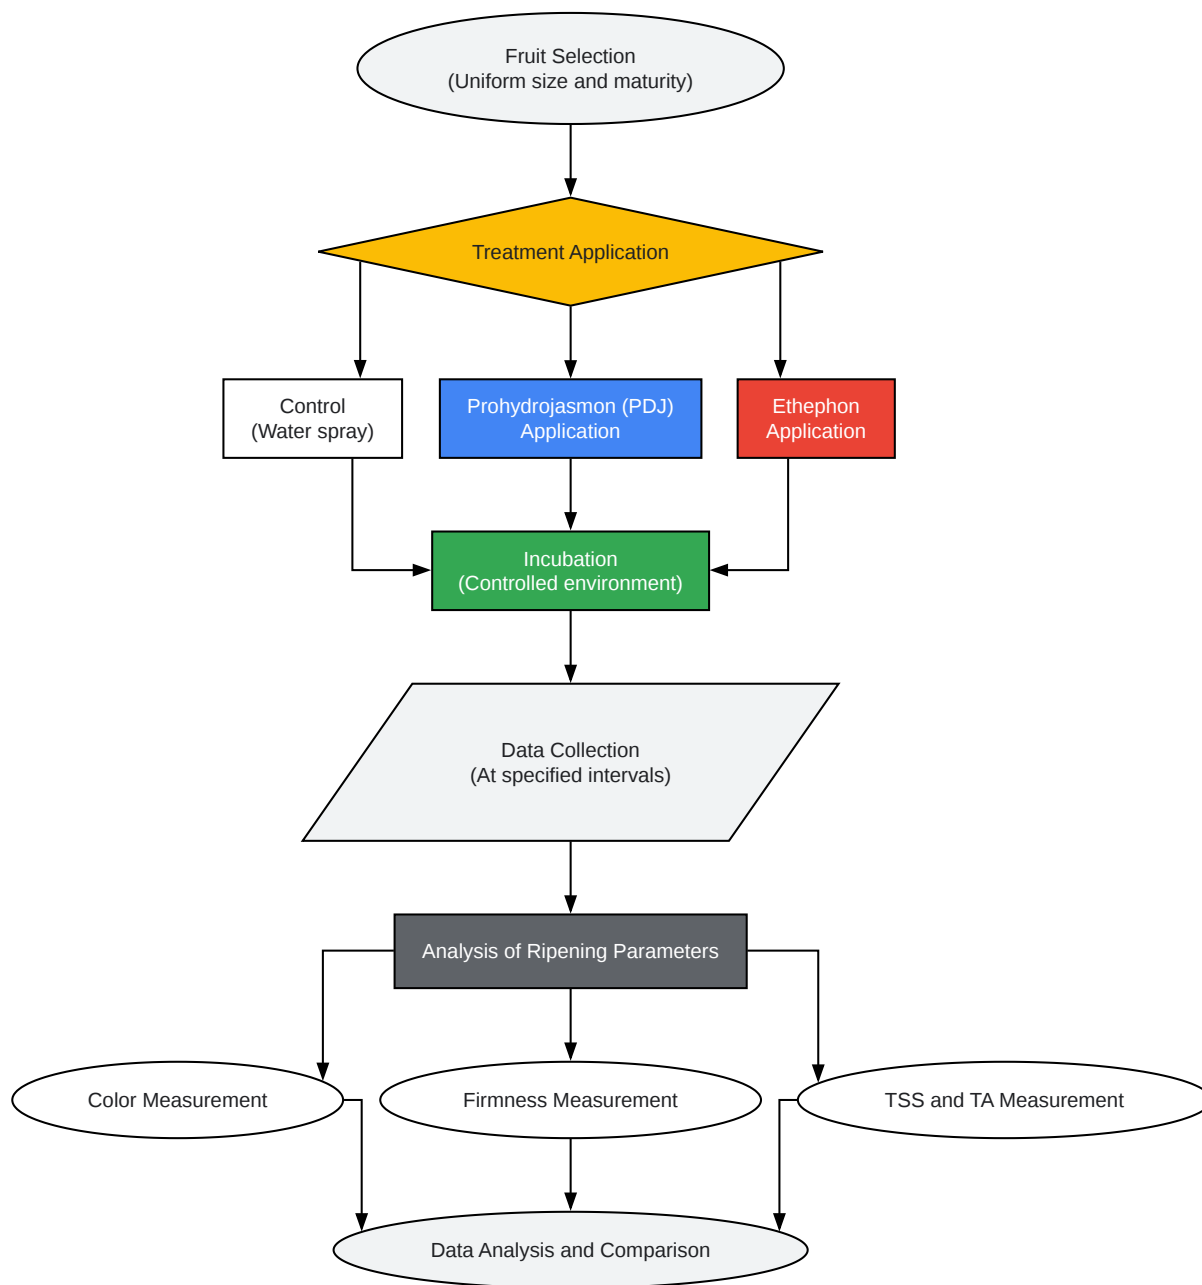 Fruit Selection
(Uniform size and maturity)
Treatment Application
Control
(Water spray)
Prohydrojasmon (PDJ)
Application
Ethephon
Application
Incubation
(Controlled environment)
Data Collection
(At specified intervals)
Analysis of Ripening Parameters
Color Measurement
Firmness Measurement
TSS and TA Measurement
Data Analysis and Comparison